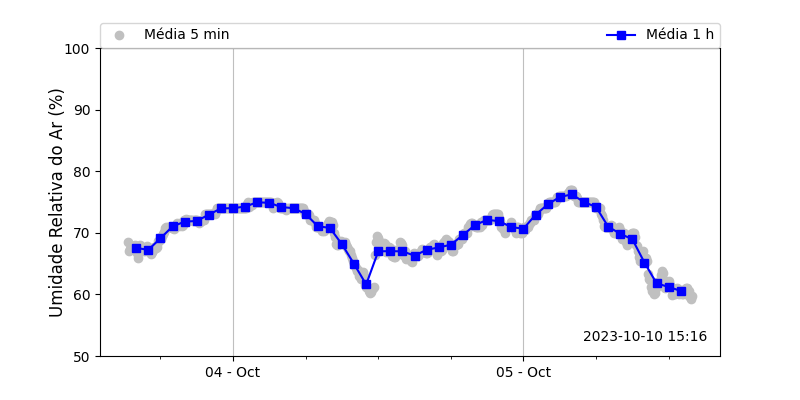 Média 5 min
Média 1 h
Umidade Relativa do Ar (%)
100
90
80
70
60
50
2023-10-10 15:16
04 - Oct
05 - Oct